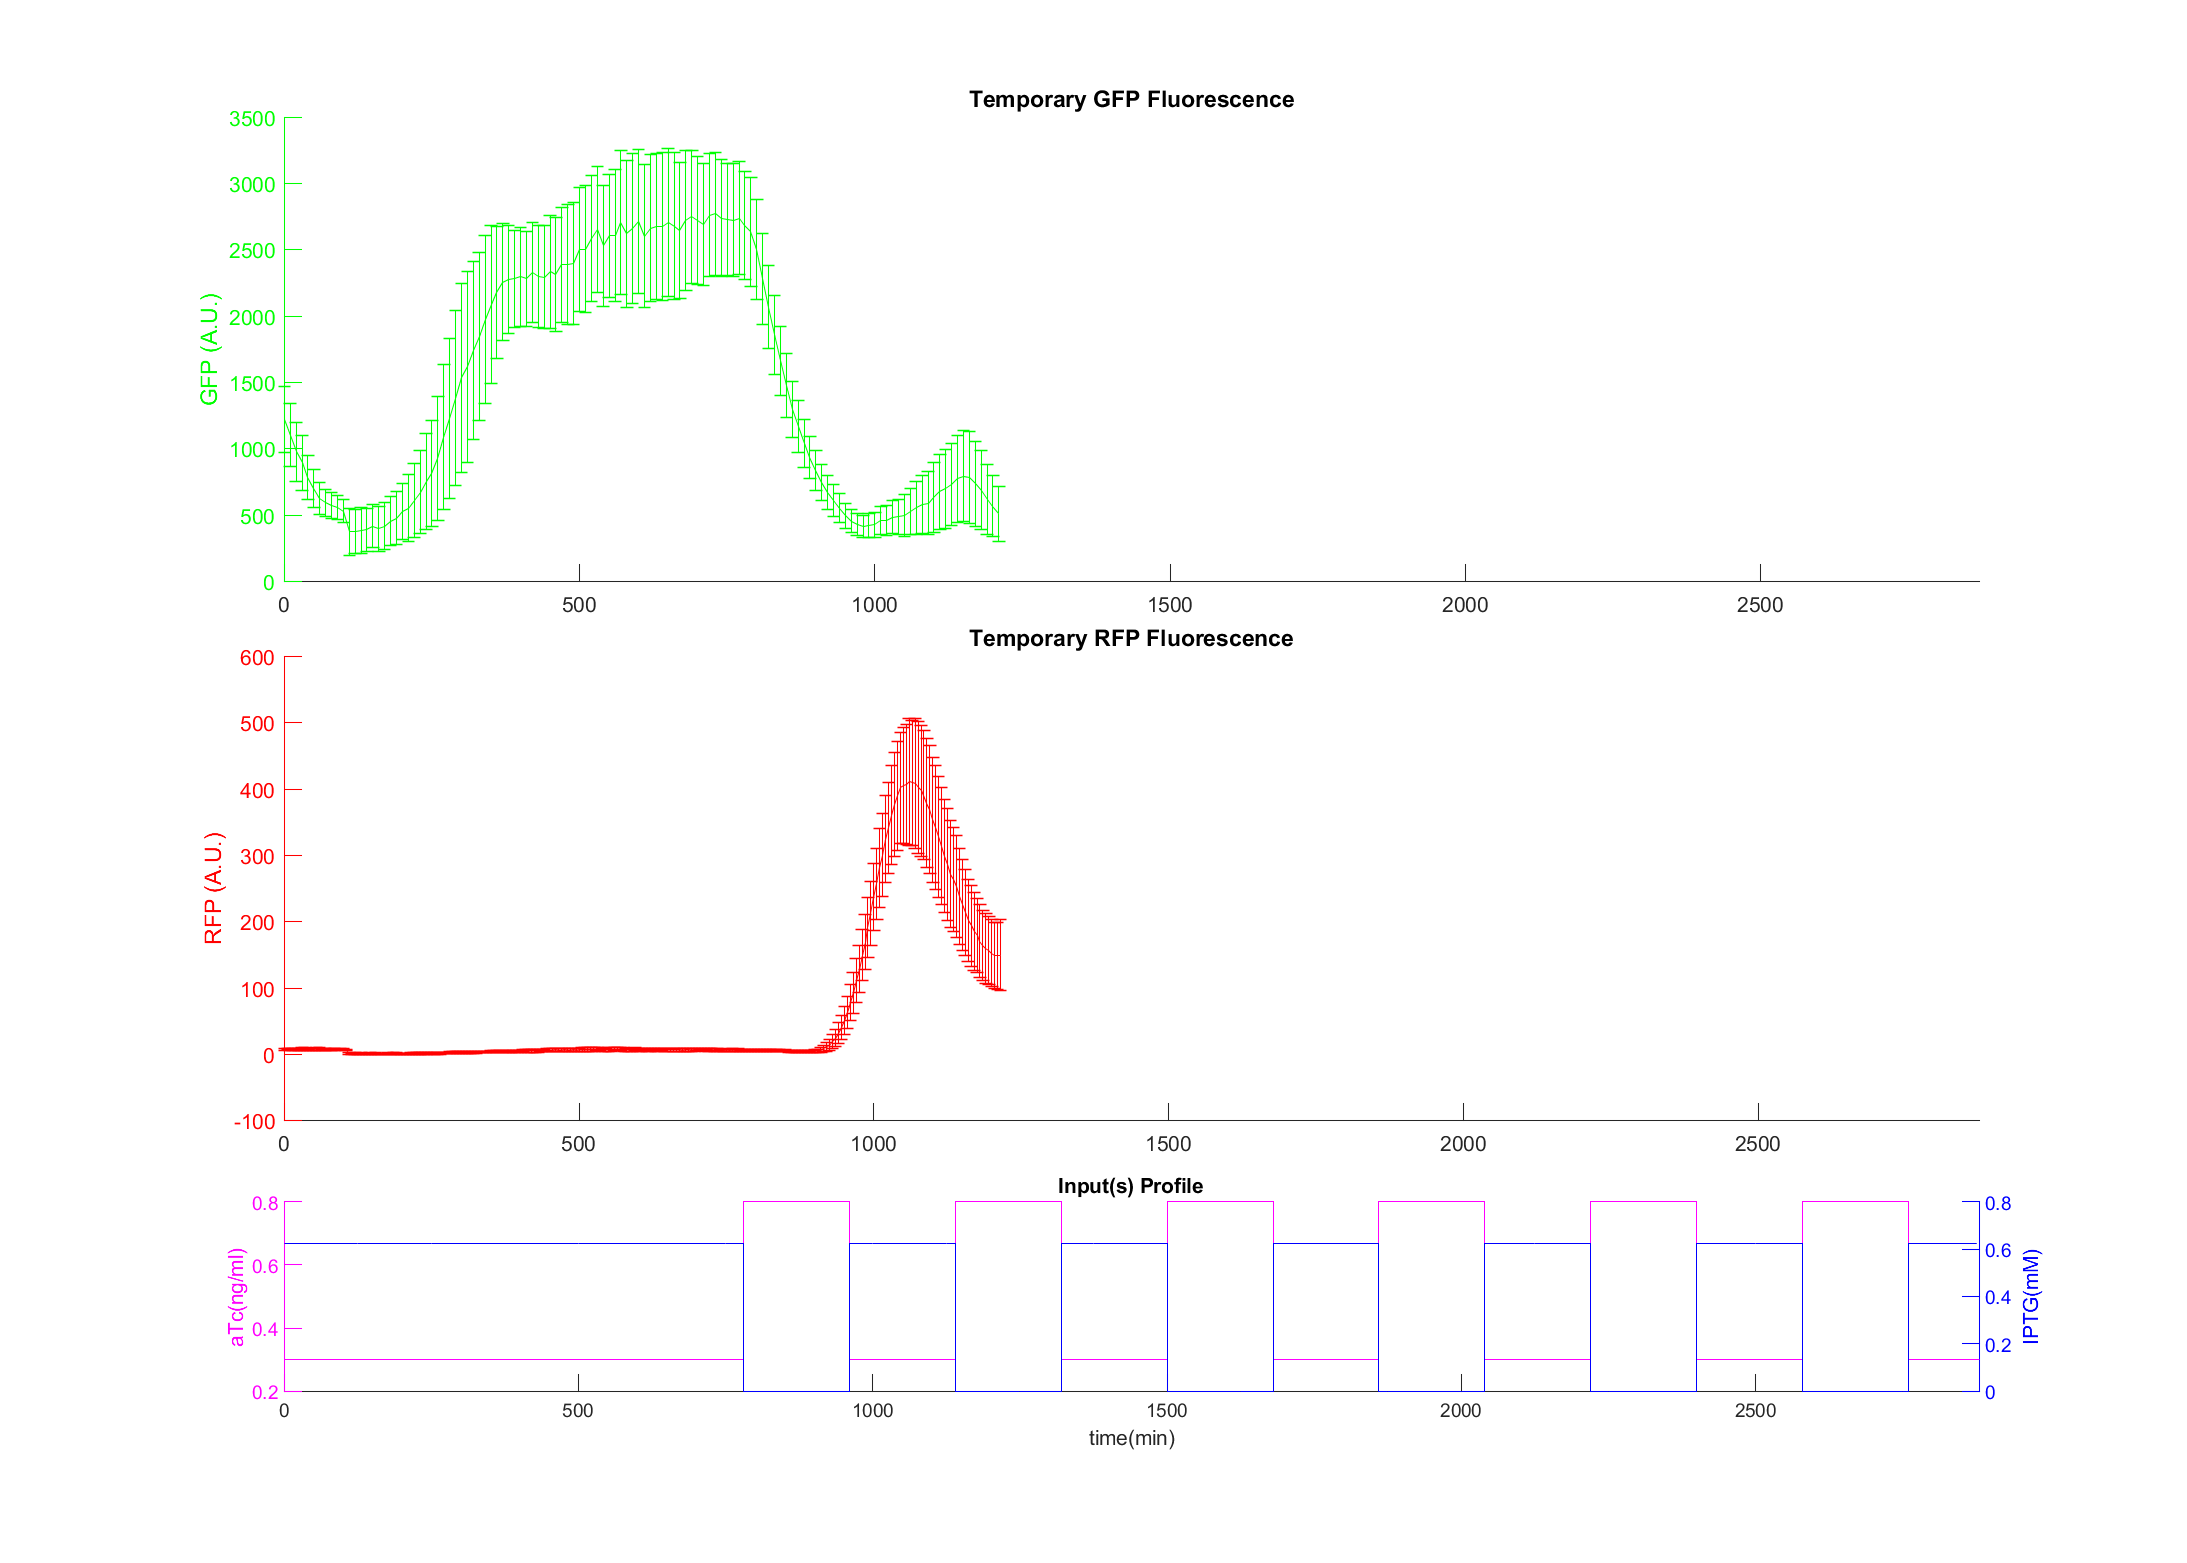 Temporary GFP Fluorescence
3500
3000
2500
2000
1500
1000
500
0
GFP (A.U.)
0 500 1000 1500 2000 2500
Temporary RFP Fluorescence
600
500
400
300
200
100
0
-100
RFP (A.U.)
0 500 1000 1500 2000 2500
Input(s) Profile
0.8
0.6
0.4
0.2
aTc(ng/ml)
0.8
0.6
0.4
0.2
0
IPTG(mM)
0 500 1000 1500 2000 2500
time(min)